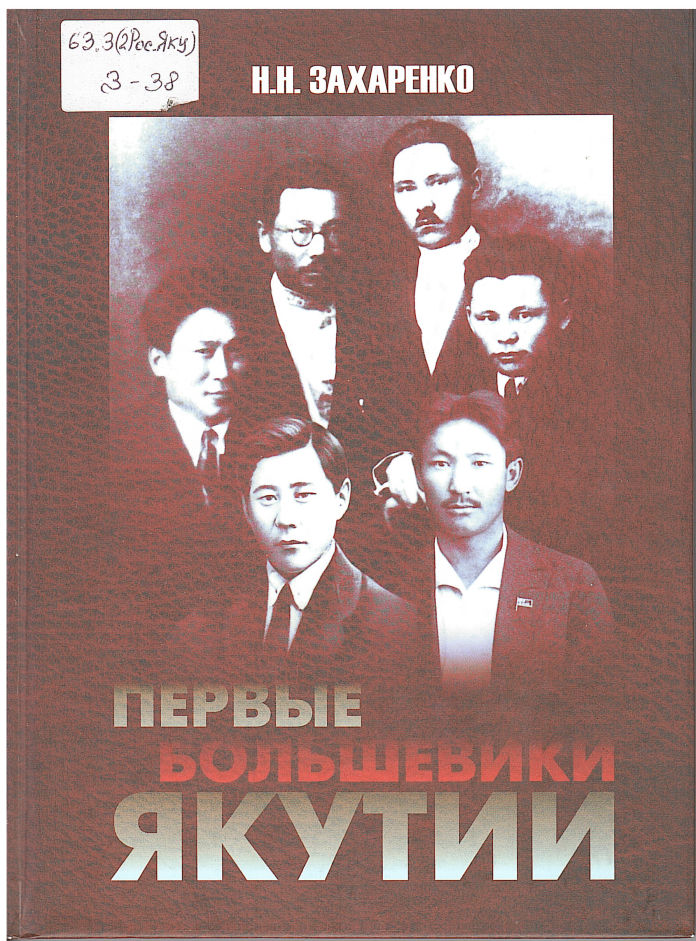 63.3(2Рос.Яку)
З-38
Н.Н. ЗАХАРЕНКО
ПЕРВЫЕ
БОЛЬШЕВИКИ
ЯКУТИИ